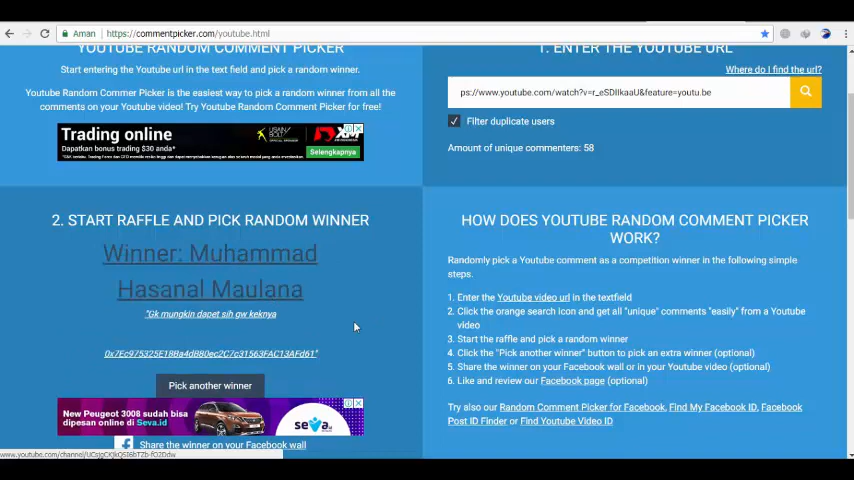 Aman
https://commentpicker.com/youtube.html
YOUTUBE RANDOM COMMENT PICKER
Start entering the Youtube url in the text field and pick a random winner.
Youtube Random Commer Picker is the easiest way to pick a random winner from all the
comments on your Youtube video! Try Youtube Random Comment Picker for free!
Trading online
Dapatkan bonus trading $30 anda*
USAIN BOLT
XM
Selengkapnya
1. ENTER THE YOUTUBE URL
Where do I find the url?
ps://www.youtube.com/watch?v=r_eSDIIkaaU&feature=youtu.be
Filter duplicate users
Amount of unique commenters: 58
2. START RAFFLE AND PICK RANDOM WINNER
Winner: Muhammad
Hasanal Maulana
"Gk mungkin dapet sih gw keknya
0x7Ec975325E18Ba4dB80ec2C7c31563FAC13AFd61"
Pick another winner
New Peugeot 3008 sudah bisa
dipesan online di Seva.id
seva.id
Share the winner on your Facebook wall
HOW DOES YOUTUBE RANDOM COMMENT PICKER
WORK?
Randomly pick a Youtube comment as a competition winner in the following simple
steps.
1. Enter the Youtube video url in the textfield
2. Click the orange search icon and get all "unique" comments "easily" from a Youtube
video
3. Start the raffle and pick a random winner
4. Click the "Pick another winner" button to pick an extra winner (optional)
5. Share the winner on your Facebook wall or in your Youtube video (optional)
6. Like and review our Facebook page (optional)
Try also our Random Comment Picker for Facebook, Find My Facebook ID, Facebook
Post ID Finder or Find Youtube Video ID